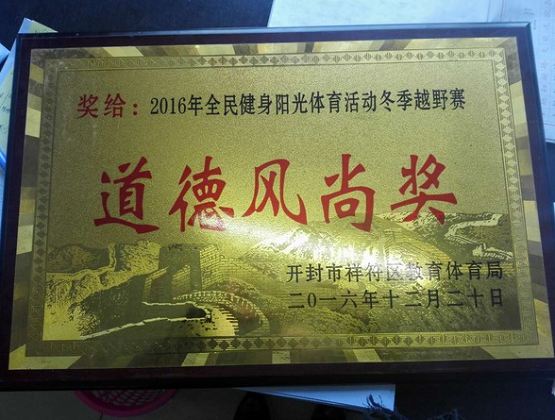 奖给：2016年全民健身阳光体育活动冬季越野赛
道德风尚奖
开封市祥符区教育体育局
二0一六年十二月二十日